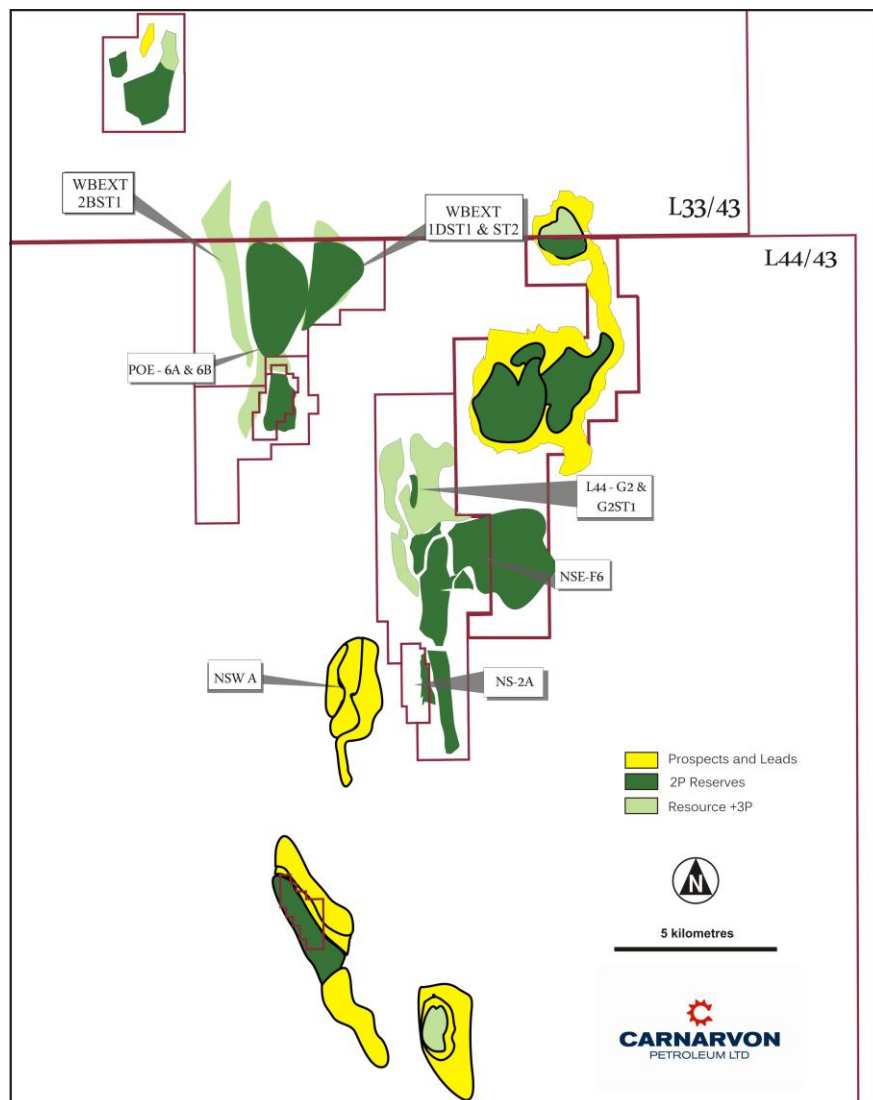 WBEXT
2BST1
WBEXT
1DST1 & ST2
L33/43
L44/43
POE - 6A & 6B
L44 - G2 &
G2ST1
NSE-F6
NSW A
NS-2A
Prospects and Leads
2P Reserves
Resource +3P
N
5 kilometres
CARNARVON
PETROLEUM LTD